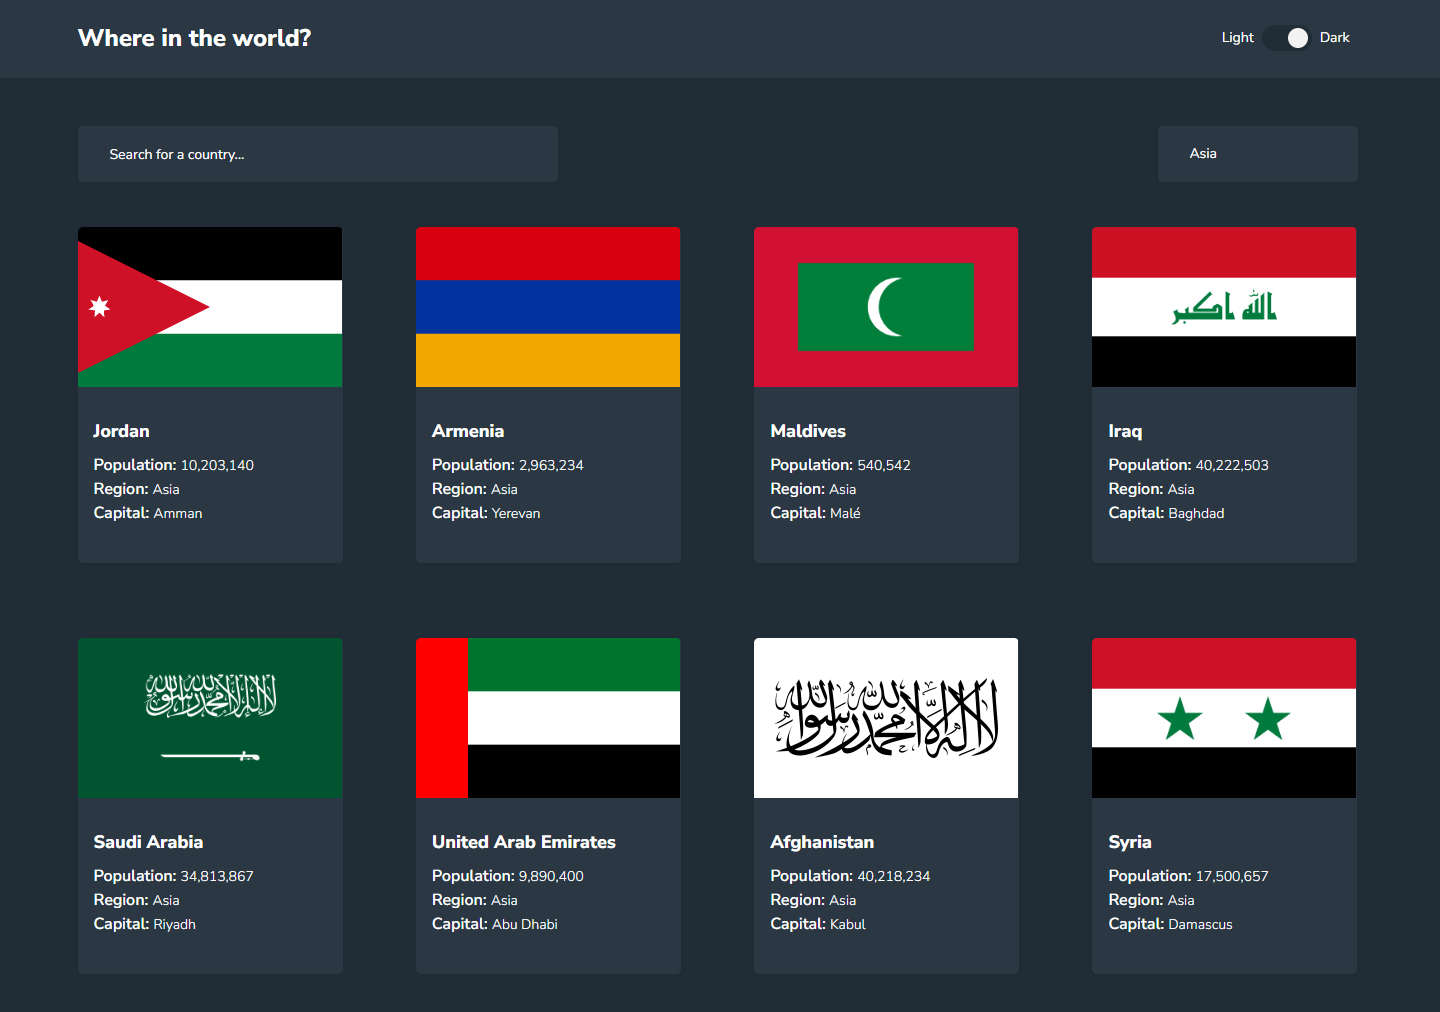 Where in the world?
Light Dark
Search for a country...
Asia
الله اكبر
Jordan
Population: 10,203,140
Region: Asia
Capital: Amman
Armenia
Population: 2,963,234
Region: Asia
Capital: Yerevan
Maldives
Population: 540,542
Region: Asia
Capital: Malé
Iraq
Population: 40,222,503
Region: Asia
Capital: Baghdad
لا إله إلا الله محمد رسول الله
لا إله إلا الله محمد رسول الله
Saudi Arabia
Population: 34,813,867
Region: Asia
Capital: Riyadh
United Arab Emirates
Population: 9,890,400
Region: Asia
Capital: Abu Dhabi
Afghanistan
Population: 40,218,234
Region: Asia
Capital: Kabul
Syria
Population: 17,500,657
Region: Asia
Capital: Damascus